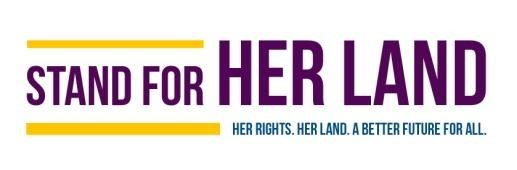 STAND FOR HER LAND
HER RIGHTS. HER LAND. A BETTER FUTURE FOR ALL.